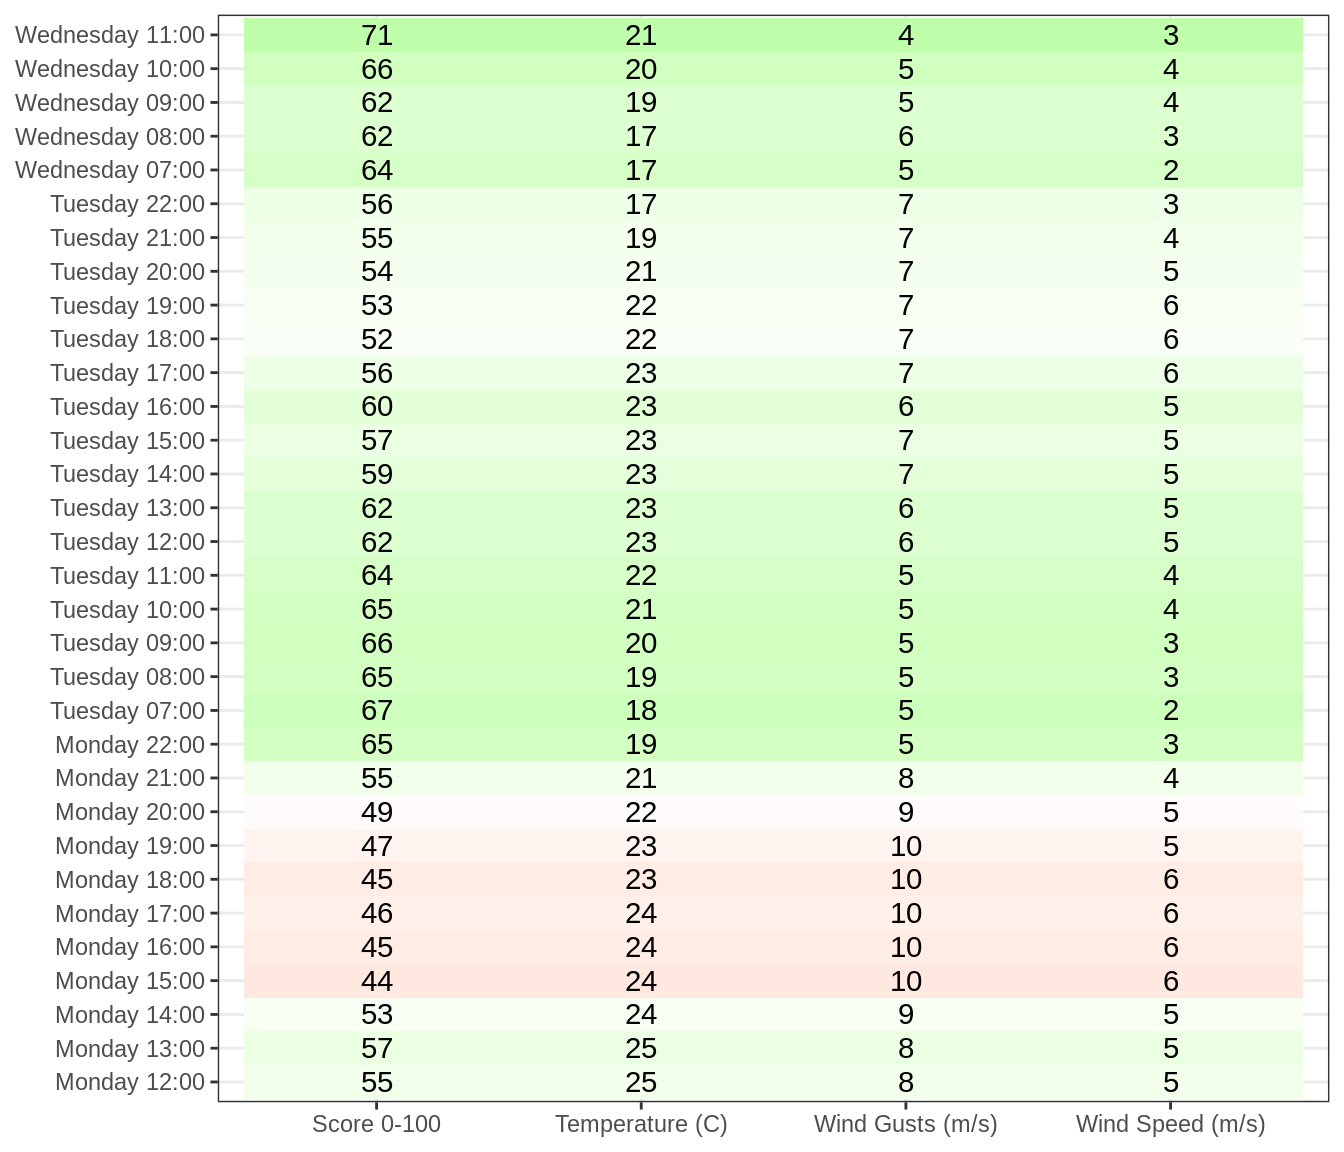 Wednesday 11:00 71 21 4 3
Wednesday 10:00 66 20 5 4
Wednesday 09:00 62 19 5 4
Wednesday 08:00 62 17 6 3
Wednesday 07:00 64 17 5 2
Tuesday 22:00 56 17 7 3
Tuesday 21:00 55 19 7 4
Tuesday 20:00 54 21 7 5
Tuesday 19:00 53 22 7 6
Tuesday 18:00 52 22 7 6
Tuesday 17:00 56 23 7 6
Tuesday 16:00 60 23 6 5
Tuesday 15:00 57 23 7 5
Tuesday 14:00 59 23 7 5
Tuesday 13:00 62 23 6 5
Tuesday 12:00 62 23 6 5
Tuesday 11:00 64 22 5 4
Tuesday 10:00 65 21 5 4
Tuesday 09:00 66 20 5 3
Tuesday 08:00 65 19 5 3
Tuesday 07:00 67 18 5 2
Monday 22:00 65 19 5 3
Monday 21:00 55 21 8 4
Monday 20:00 49 22 9 5
Monday 19:00 47 23 10 5
Monday 18:00 45 23 10 6
Monday 17:00 46 24 10 6
Monday 16:00 45 24 10 6
Monday 15:00 44 24 10 6
Monday 14:00 53 24 9 5
Monday 13:00 57 25 8 5
Monday 12:00 55 25 8 5
Score 0-100 Temperature (C) Wind Gusts (m/s) Wind Speed (m/s)